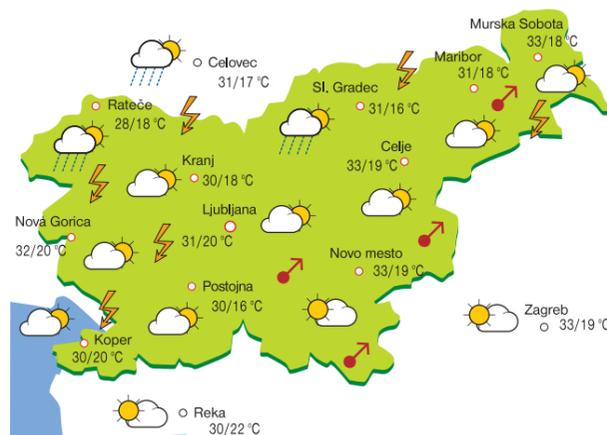 Murska Sobota
33/18 °C
Maribor
31/18 °C
Celovec
31/17 °C
Sl. Gradec
31/16 °C
Rateče
28/18 °C
Celje
33/19 °C
Kranj
30/18 °C
Ljubljana
31/20 °C
Nova Gorica
32/20 °C
Novo mesto
33/19 °C
Postojna
30/16 °C
Zagreb
33/19 °C
Koper
30/20 °C
Reka
30/22 °C